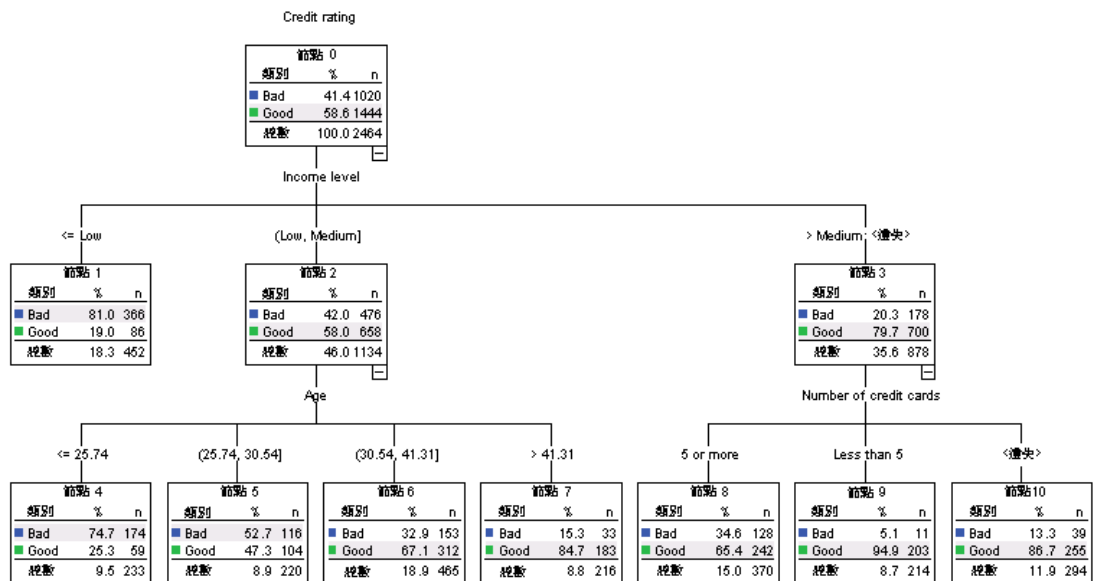 Credit rating
節點 0
類別 % n
Bad 41.4 1020
Good 58.6 1444
總數 100.0 2464
Income level
<= Low
(Low, Medium]
> Medium; <遺失>
節點 1
類別 % n
Bad 81.0 366
Good 19.0 86
總數 18.3 452
節點 2
類別 % n
Bad 42.0 476
Good 58.0 658
總數 46.0 1134
節點 3
類別 % n
Bad 20.3 178
Good 79.7 700
總數 35.6 878
Age
Number of credit cards
<= 25.74
(25.74, 30.54]
(30.54, 41.31]
> 41.31
5 or more
Less than 5
<遺失>
節點 4
類別 % n
Bad 74.7 174
Good 25.3 59
總數 9.5 233
節點 5
類別 % n
Bad 52.7 116
Good 47.3 104
總數 8.9 220
節點 6
類別 % n
Bad 32.9 153
Good 67.1 312
總數 18.9 465
節點 7
類別 % n
Bad 15.3 33
Good 84.7 183
總數 8.8 216
節點 8
類別 % n
Bad 34.6 128
Good 65.4 242
總數 15.0 370
節點 9
類別 % n
Bad 5.1 11
Good 94.9 203
總數 8.7 214
節點10
類別 % n
Bad 13.3 39
Good 86.7 255
總數 11.9 294